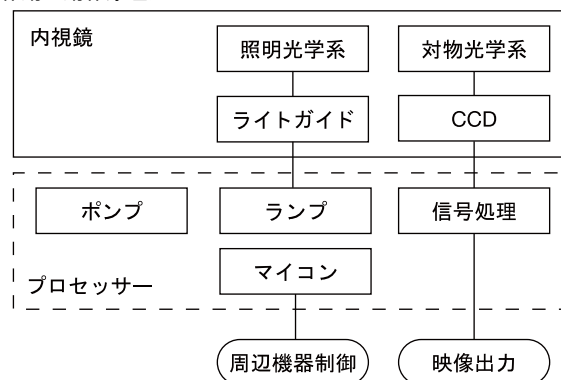 内視鏡
照明光学系
対物光学系
ライトガイド
CCD
ポンプ
ランプ
信号処理
マイコン
プロセッサー
周辺機器制御
映像出力